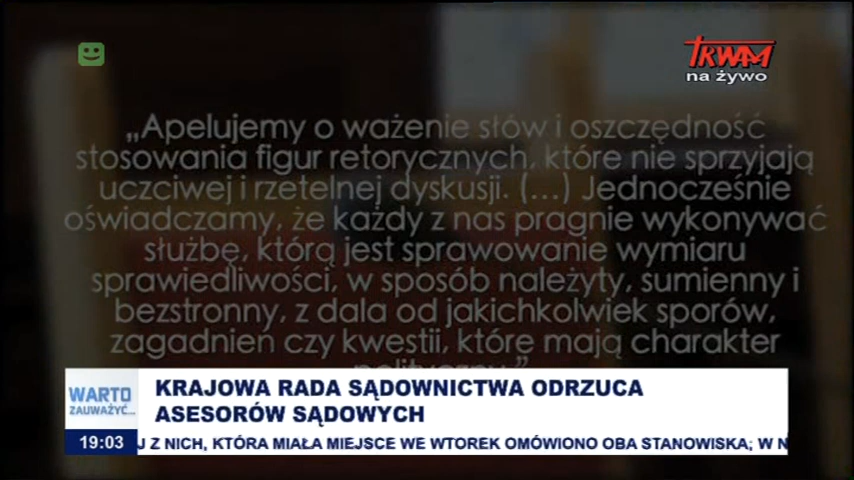 TRWAM
na żywo
„Apelujemy o ważenie słów i oszczędność
stosowania figur retorycznych, które nie sprzyjają
uczciwej i rzetelnej dyskusji. (...) Jednocześnie
oświadczamy, że każdy z nas pragnie wykonywać
służbę, którą jest sprawowanie wymiaru
sprawiedliwości, w sposób należyty, sumienny i
bezstronny, z dala od jakichkolwiek sporów,
zagadnien czy kwestii, które mają charakter
WARTO
ZAUWAŻYĆ...
KRAJOWA RADA SĄDOWNICTWA ODRZUCA
ASESORÓW SĄDOWYCH
19:03
J Z NICH, KTÓRA MIAŁA MIEJSCE WE WTOREK OMÓWIONO OBA STANOWISKA; W N